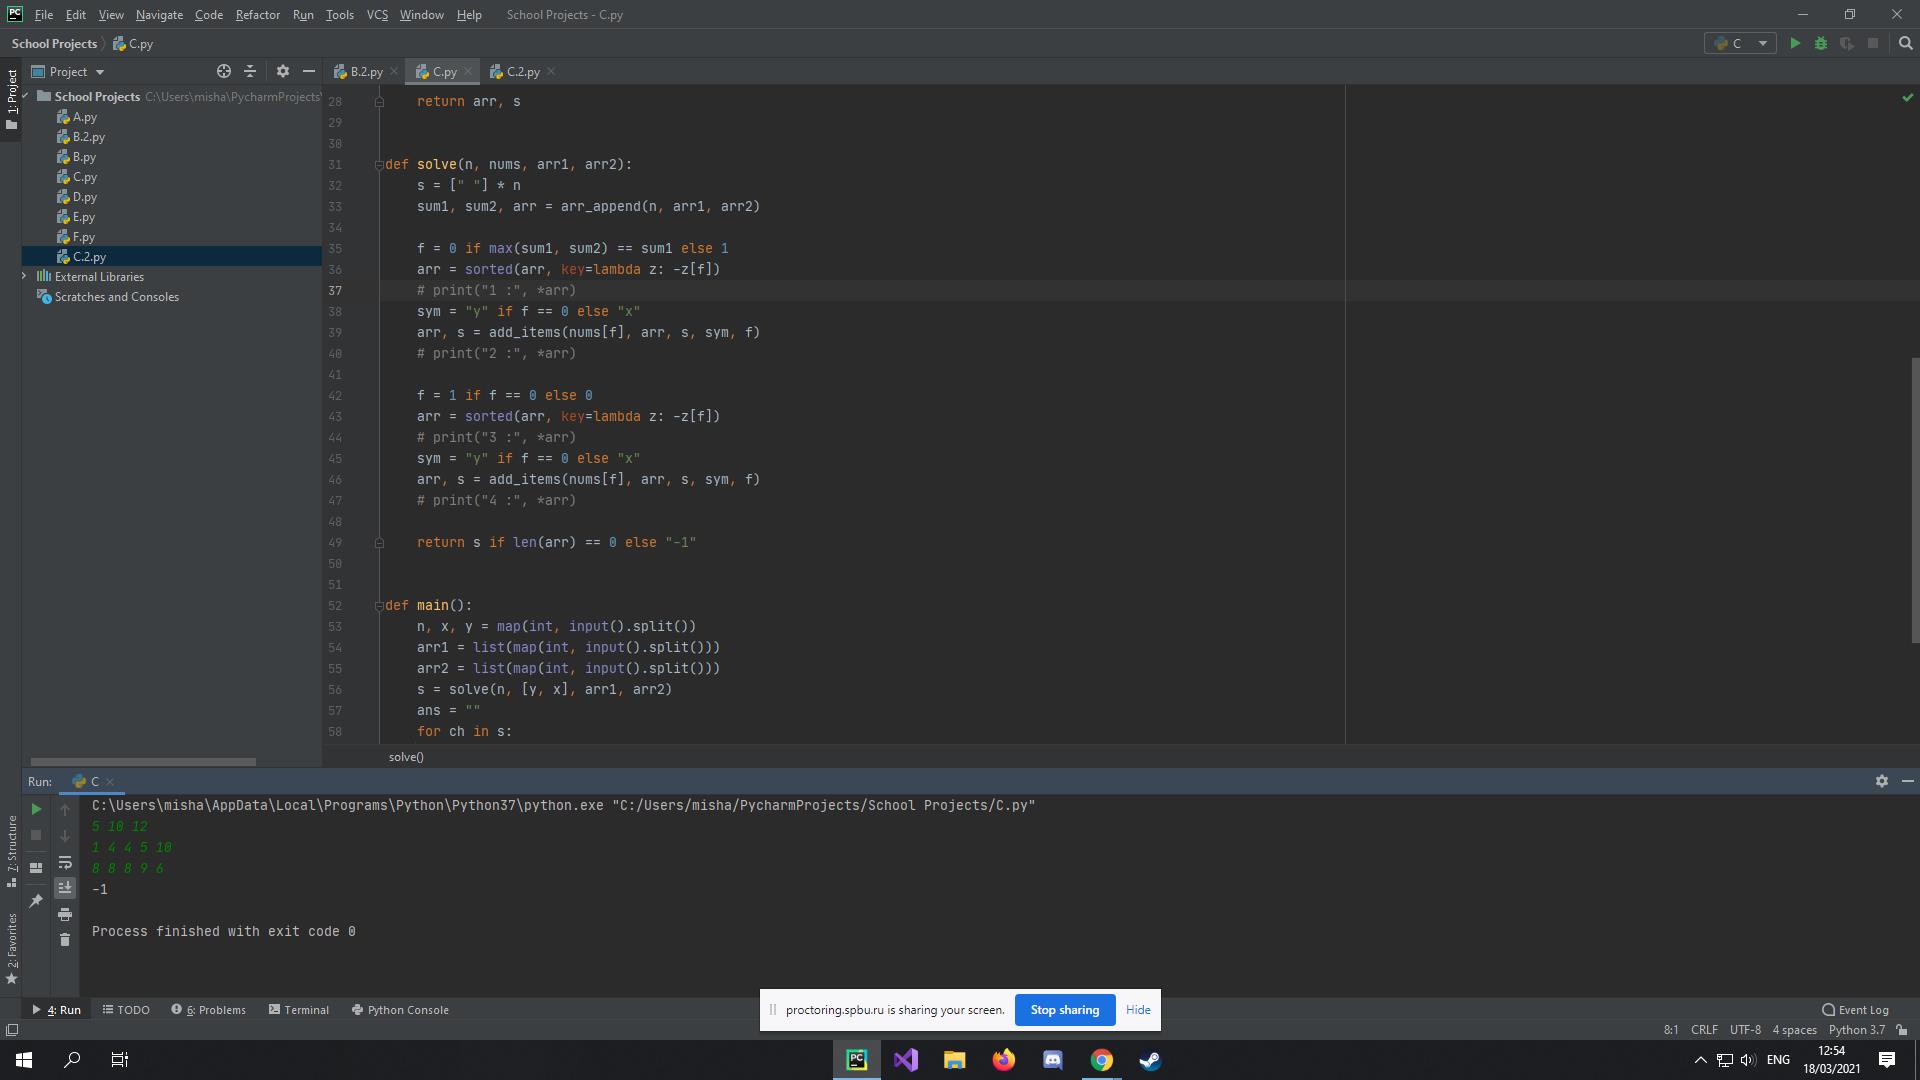 PC File Edit View Navigate Code Refactor Run Tools VCS Window Help School Projects - C.py
School Projects C.py
C
Project
B.2.py C.py C.2.py
1: Project
School Projects C:\Users\misha\PycharmProjects\
A.py
B.2.py
B.py
C.py
D.py
E.py
F.py
C.2.py
External Libraries
Scratches and Consoles
28 return arr, s
29
30
31 def solve(n, nums, arr1, arr2):
32 s = [" "] * n
33 sum1, sum2, arr = arr_append(n, arr1, arr2)
34
35 f = 0 if max(sum1, sum2) == sum1 else 1
36 arr = sorted(arr, key=lambda z: -z[f])
37 # print("1 :", *arr)
38 sym = "y" if f == 0 else "x"
39 arr, s = add_items(nums[f], arr, s, sym, f)
40 # print("2 :", *arr)
41
42 f = 1 if f == 0 else 0
43 arr = sorted(arr, key=lambda z: -z[f])
44 # print("3 :", *arr)
45 sym = "y" if f == 0 else "x"
46 arr, s = add_items(nums[f], arr, s, sym, f)
47 # print("4 :", *arr)
48
49 return s if len(arr) == 0 else "-1"
50
51
52 def main():
53 n, x, y = map(int, input().split())
54 arr1 = list(map(int, input().split()))
55 arr2 = list(map(int, input().split()))
56 s = solve(n, [y, x], arr1, arr2)
57 ans = ""
58 for ch in s:
solve()
Run: C
C:\Users\misha\AppData\Local\Programs\Python\Python37\python.exe "C:/Users/misha/PycharmProjects/School Projects/C.py"
5 10 12
1 4 4 5 10
8 8 8 9 6
-1
Process finished with exit code 0
7: Structure
2: Favorites
proctoring.spbu.ru is sharing your screen. Stop sharing Hide
4: Run TODO 6: Problems Terminal Python Console Event Log
8:1 CRLF UTF-8 4 spaces Python 3.7
PC ENG 12:54
18/03/2021